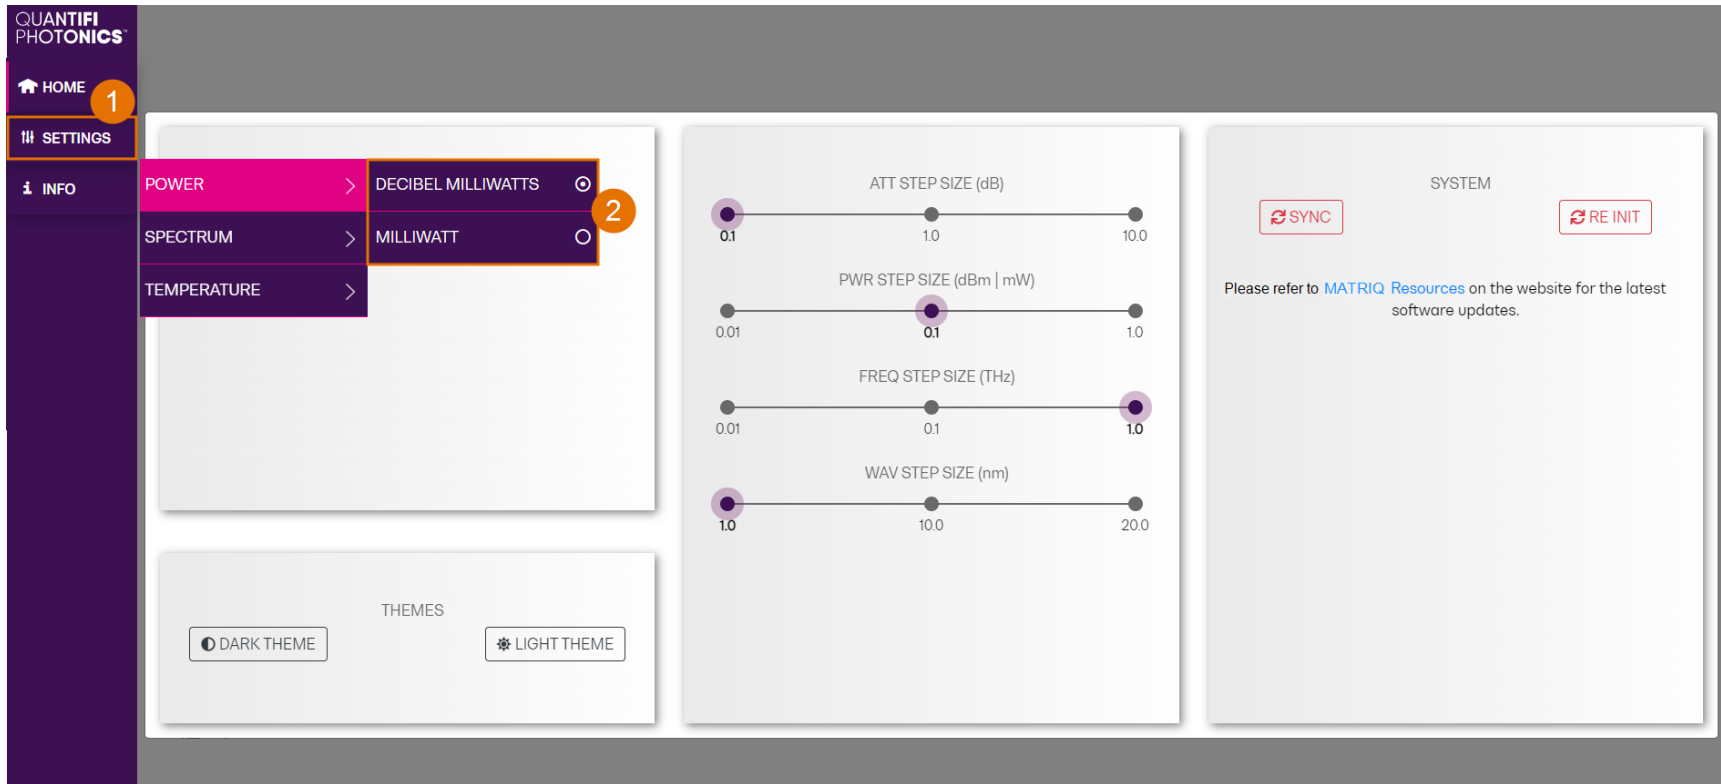 QUANTIFI
PHOTONICS™
HOME
1
SETTINGS
INFO
POWER
SPECTRUM
TEMPERATURE
DECIBEL MILLIWATTS
MILLIWATT
2
THEMES
DARK THEME
LIGHT THEME
ATT STEP SIZE (dB)
0.1 1.0 10.0
PWR STEP SIZE (dBm | mW)
0.01 0.1 1.0
FREQ STEP SIZE (THz)
0.01 0.1 1.0
WAV STEP SIZE (nm)
1.0 10.0 20.0
SYSTEM
SYNC
RE INIT
Please refer to MATRIQ Resources on the website for the latest
software updates.